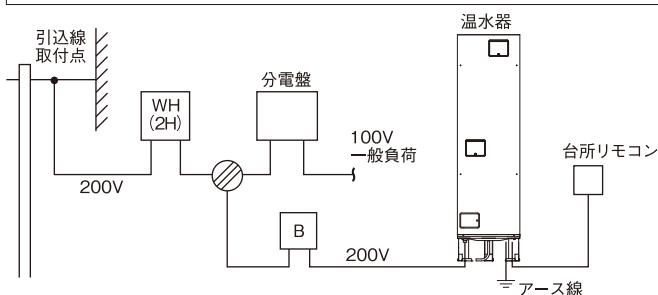 引込線
取付点
WH
(2H)
分電盤
温水器
100V
一般負荷
台所リモコン
200V
B
200V
アース線